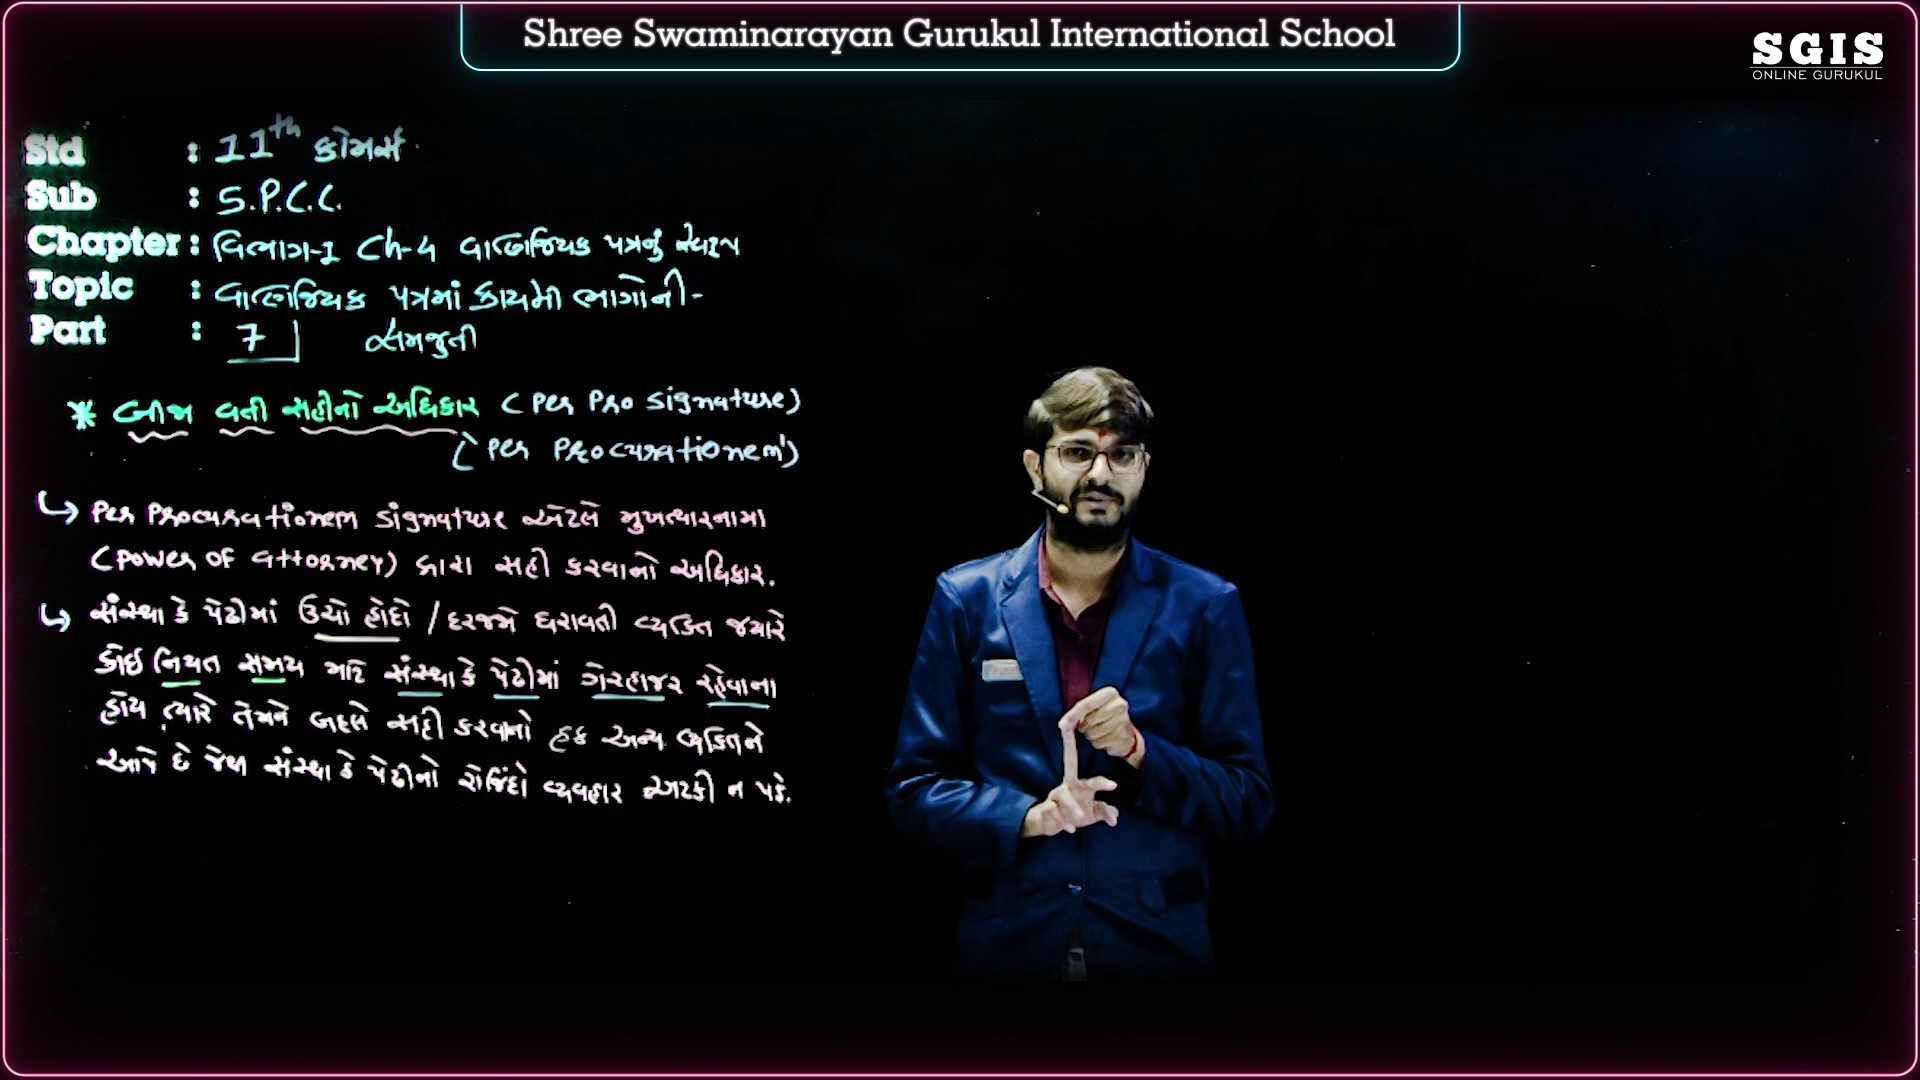 Shree Swaminarayan Gurukul International School
SGIS
ONLINE GURUKUL
Std : 11th કોમર્સ
Sub : S.P.C.C.
Chapter : વિભાગ-1 Ch-4 વાણિજ્યિક પત્રનું સ્વરૂપ
Topic : વાણિજ્યિક પત્રમાં કાયમી ભાગોની-
Part : 7 સમજુતી
* બીજા વતી સહીનો અધિકાર (Per Pro Signature)
(Per Procurationem)
↳ Per Procurationem Signature એટલે મુખત્યારનામા
(Power of Attorney) દ્વારા સહી કરવાનો અધિકાર.
↳ સંસ્થા કે પેઢીમાં ઉંચો હોદ્દો / દરજ્જો ધરાવતી વ્યક્તિ જયારે
કોઇ નિયત સમય માટે સંસ્થા કે પેઢીમાં ગેરહાજર રહેવાના
હોય ત્યારે તેમને બદલે સહી કરવાનો હક અન્ય વ્યક્તિને
આપે છે જેથી સંસ્થા કે પેઢીનો રોજિંદો વ્યવહાર અટકી ન પડે.